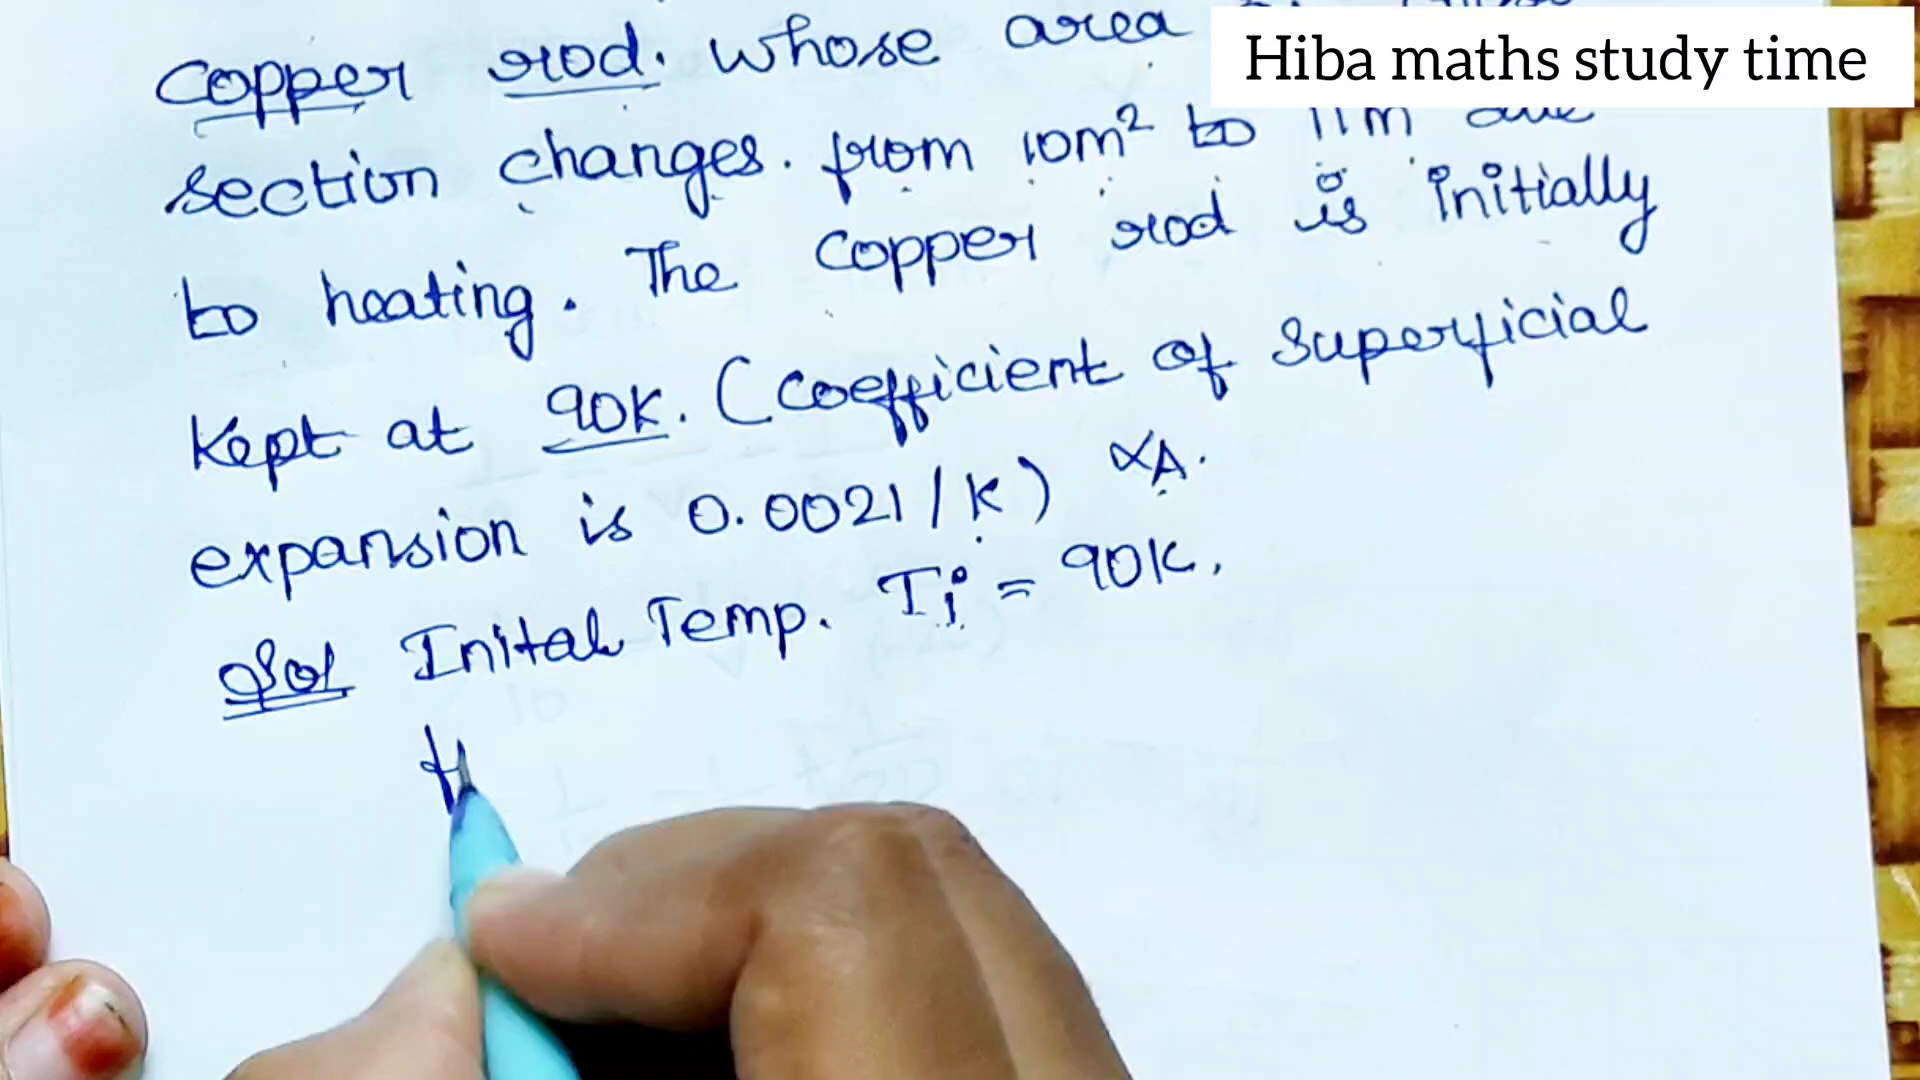 Hiba maths study time
Copper rod. whose area
section changes. from 10m² to 11m
to heating. The Copper rod is initially
Kept at 90K. (Coefficient of Superficial
expansion is 0.0021/K) αA.
Sol Inital Temp. Ti = 90K.